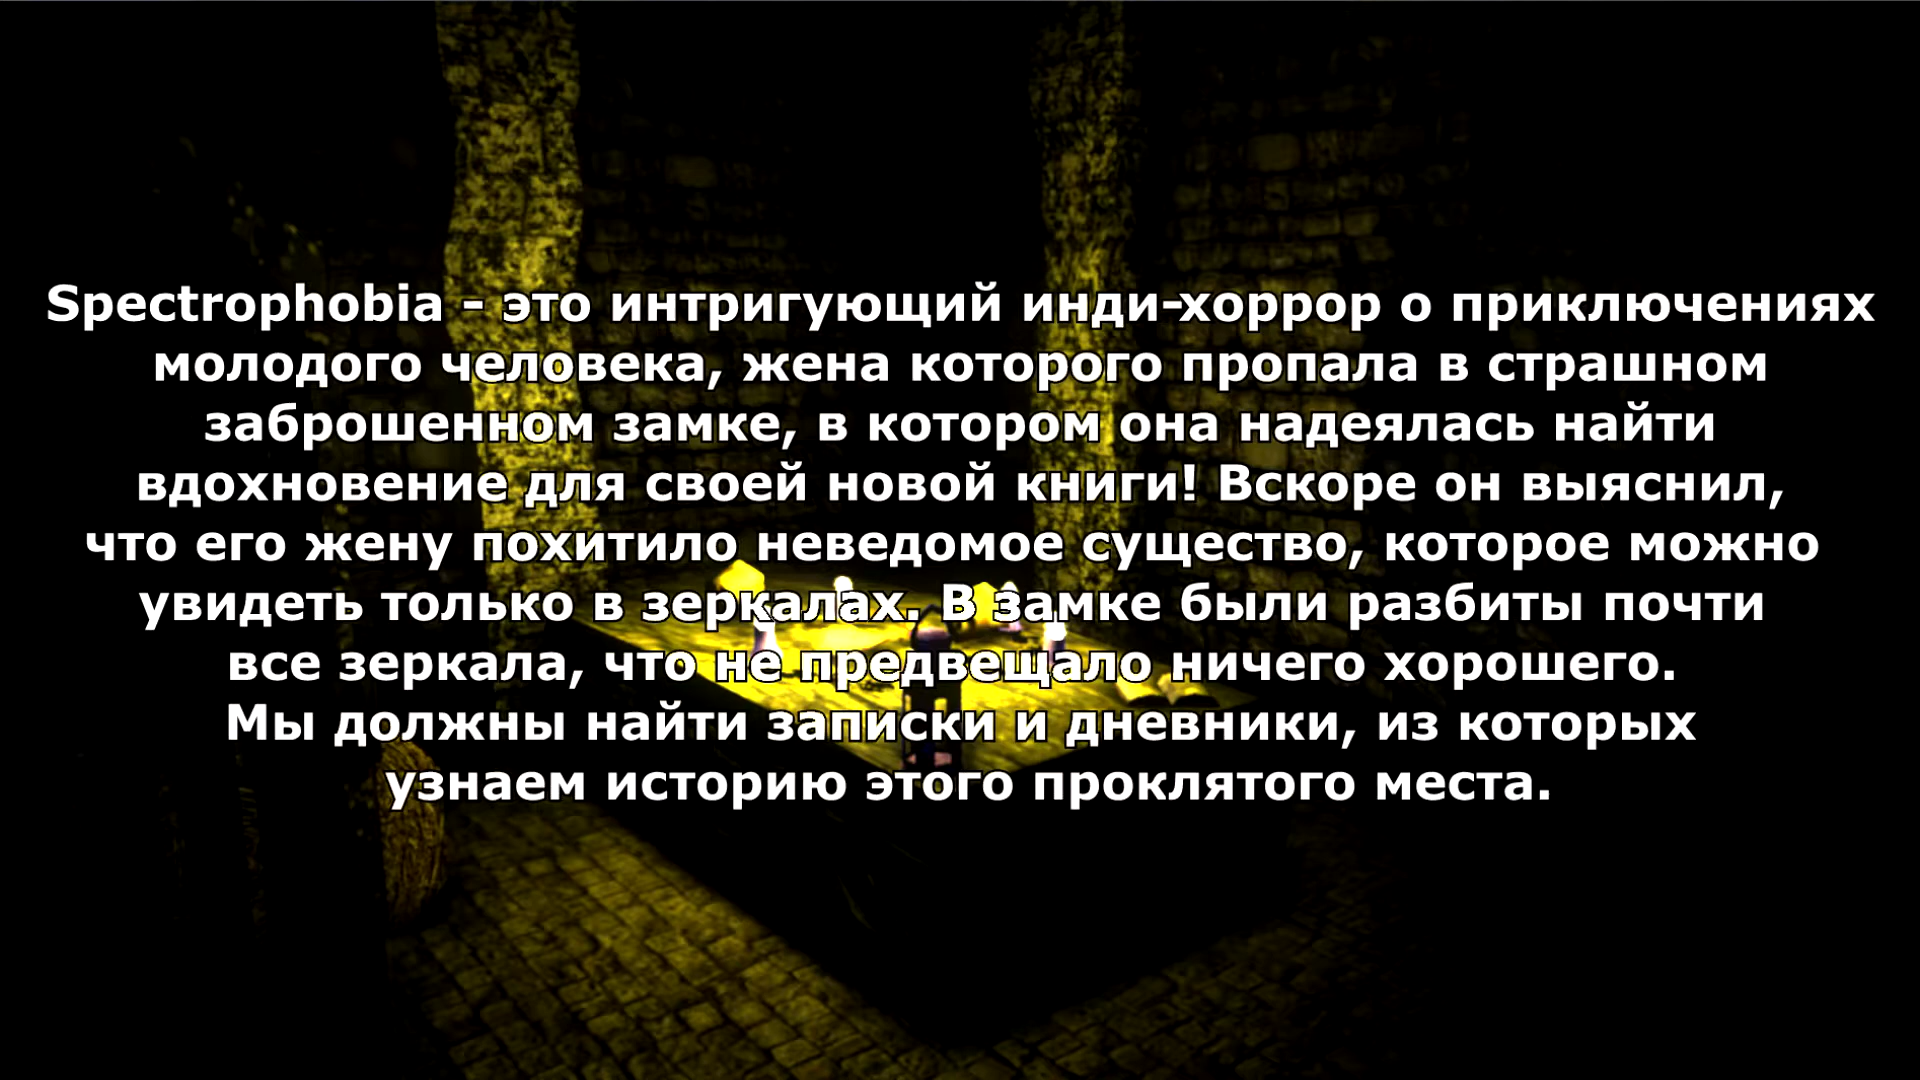 Spectrophobia - это интригующий инди-хоррор о приключениях
молодого человека, жена которого пропала в страшном
заброшенном замке, в котором она надеялась найти
вдохновение для своей новой книги! Вскоре он выяснил,
что его жену похитило неведомое существо, которое можно
увидеть только в зеркалах. В замке были разбиты почти
все зеркала, что не предвещало ничего хорошего.
Мы должны найти записки и дневники, из которых
узнаем историю этого проклятого места.